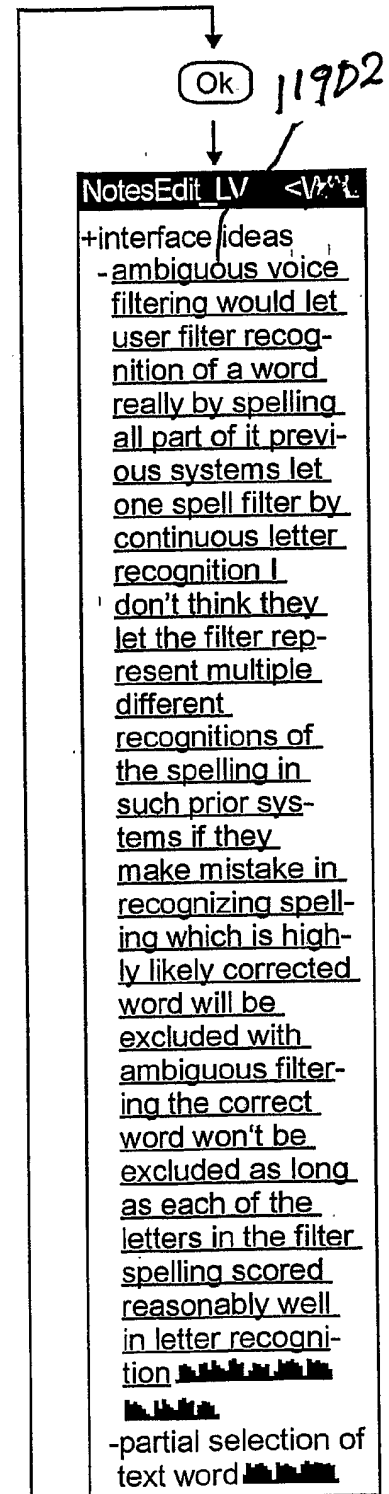 Ok
119D2
NotesEdit_LV
+interface ideas
-ambiguous voice
filtering would let
user filter recog-
nition of a word
really by spelling
all part of it previ-
ous systems let
one spell filter by
continuous letter
recognition I
don't think they
let the filter rep-
resent multiple
different
recognitions of
the spelling in
such prior sys-
tems if they
make mistake in
recognizing spell-
ing which is high-
ly likely corrected
word will be
excluded with
ambiguous filter-
ing the correct
word won't be
excluded as long
as each of the
letters in the filter
spelling scored
reasonably well
in letter recogni-
tion
-partial selection of
text word